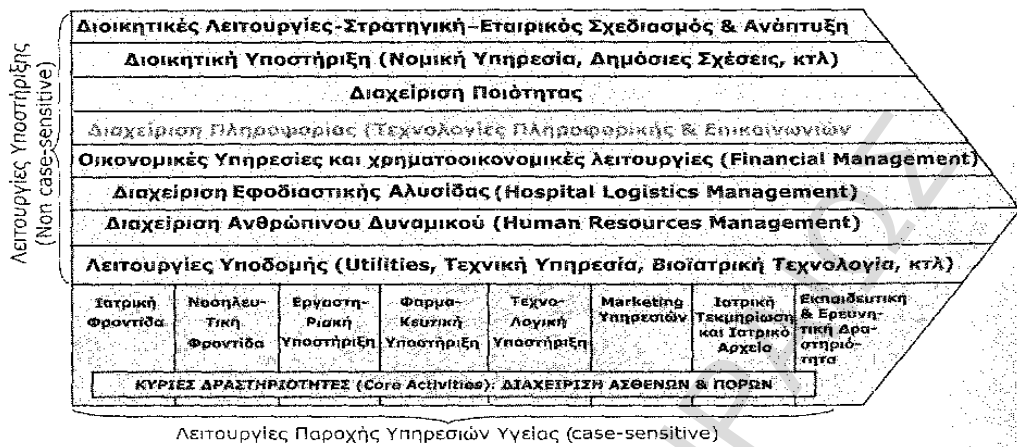 Λειτουργίες Υποστήριξης
(Non case-sensitive)
Διοικητικές Λειτουργίες-Στρατηγική-Εταιρικός Σχεδιασμός & Ανάπτυξη
Διοικητική Υποστήριξη (Νομική Υπηρεσία, Δημόσιες Σχέσεις, κτλ)
Διαχείριση Ποιότητας
Διαχείριση Πληροφορίας (Τεχνολογίες Πληροφορικής & Επικοινωνιών
Οικονομικές Υπηρεσίες και χρηματοοικονομικές λειτουργίες (Financial Management)
Διαχείριση Εφοδιαστικής Αλυσίδας (Hospital Logistics Management)
Διαχείριση Ανθρώπινου Δυναμικού (Human Resources Management)
Λειτουργίες Υποδομής (Utilities, Τεχνική Υπηρεσία, Βιοϊατρική Τεχνολογία, κτλ)
Ιατρική
Φροντίδα
Νοσηλευ-
Τική
Φροντίδα
Εργαστη-
Ριακή
Υποστήριξη
Φαρμα-
Κευτική
Υποστήριξη
Τεχνο-
Λογική
Υποστήριξη
Marketing
Υπηρεσιών
Ιατρική
Τεκμηρίωση
και Ιατρικό
Αρχείο
Εκπαιδευτική
& Ερευνη-
τική Δρα-
στηριό-
τητα
ΚΥΡΙΕΣ ΔΡΑΣΤΗΡΙΟΤΗΤΕΣ (Core Activities): ΔΙΑΧΕΙΡΙΣΗ ΑΣΘΕΝΩΝ & ΠΟΡΩΝ
Λειτουργίες Παροχής Υπηρεσιών Υγείας (case-sensitive)